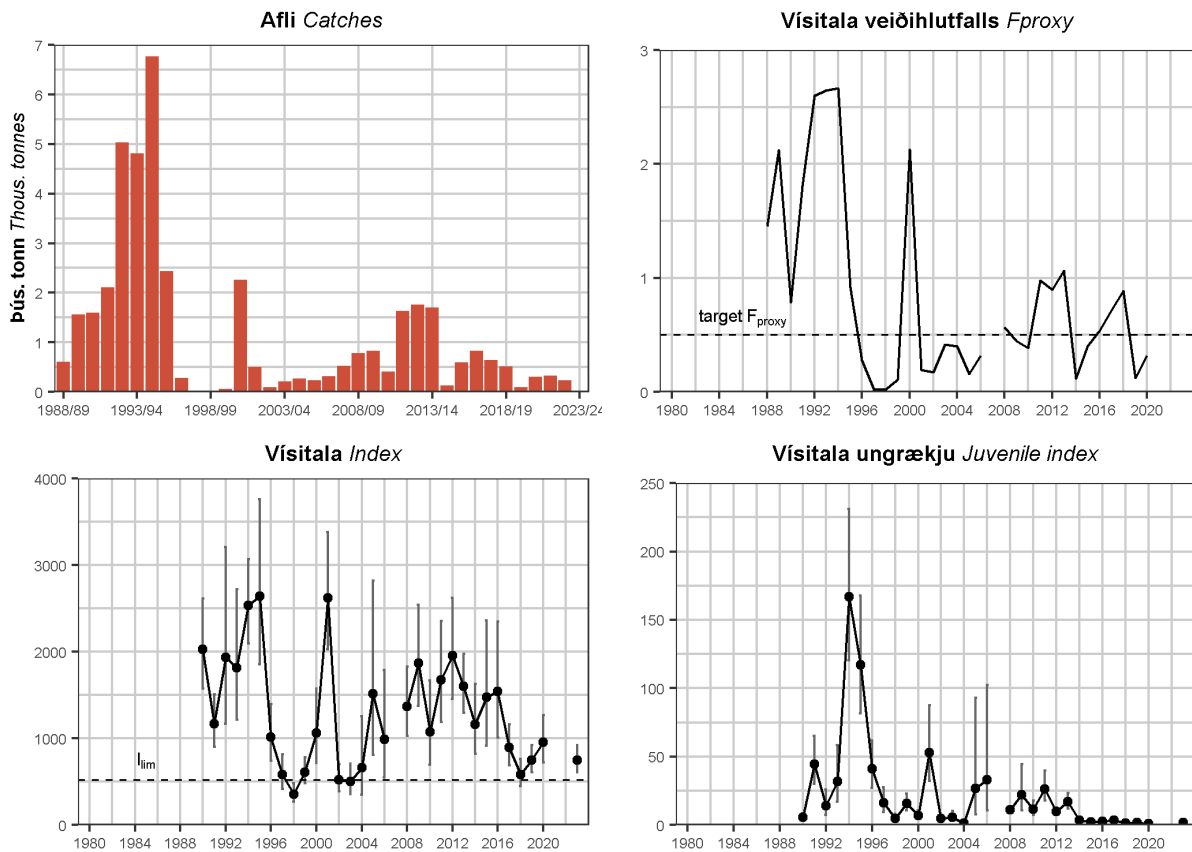 Afli Catches
Þús. tonn Thous. tonnes
7
6
5
4
3
2
1
0
1988/89 1993/94 1998/99 2003/04 2008/09 2013/14 2018/19 2023/24
Vísitala veiðihlutfalls Fproxy
3
2
1
0
target Fproxy
1980 1984 1988 1992 1996 2000 2004 2008 2012 2016 2020
Vísitala Index
4000
3000
2000
1000
0
Ilim
1980 1984 1988 1992 1996 2000 2004 2008 2012 2016 2020
Vísitala ungrækju Juvenile index
250
200
150
100
50
0
1980 1984 1988 1992 1996 2000 2004 2008 2012 2016 2020